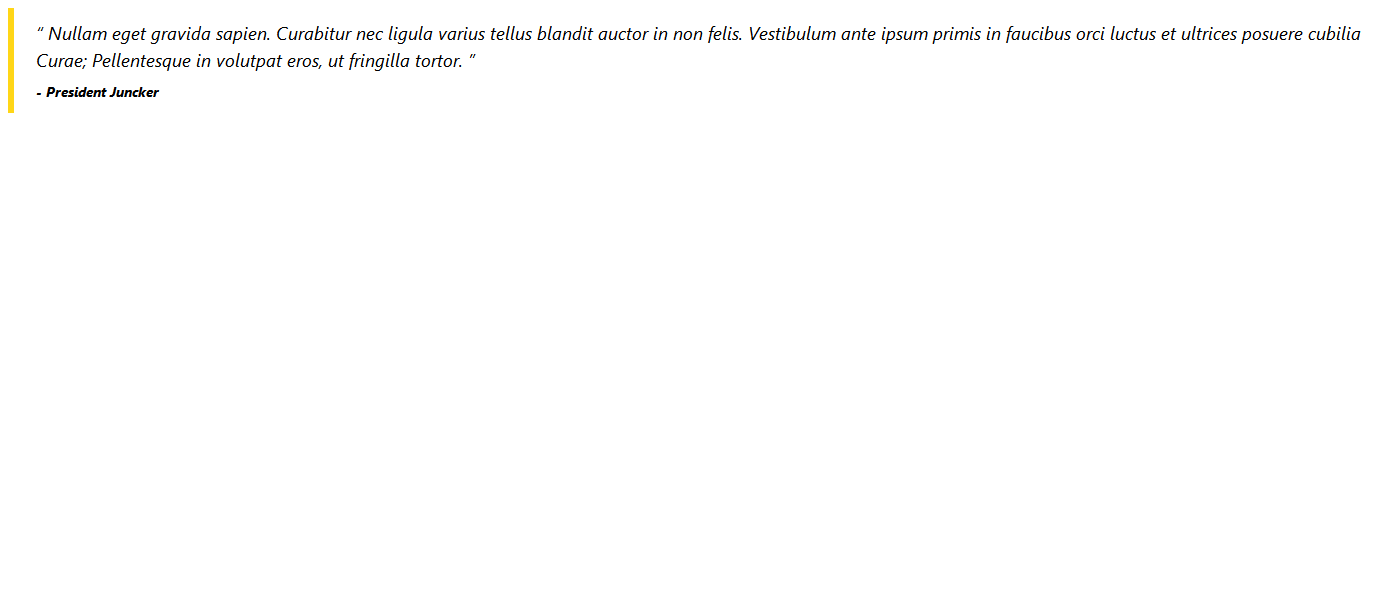 “ Nullam eget gravida sapien. Curabitur nec ligula varius tellus blandit auctor in non felis. Vestibulum ante ipsum primis in faucibus orci luctus et ultrices posuere cubilia
Curae; Pellentesque in volutpat eros, ut fringilla tortor. ”
- President Juncker